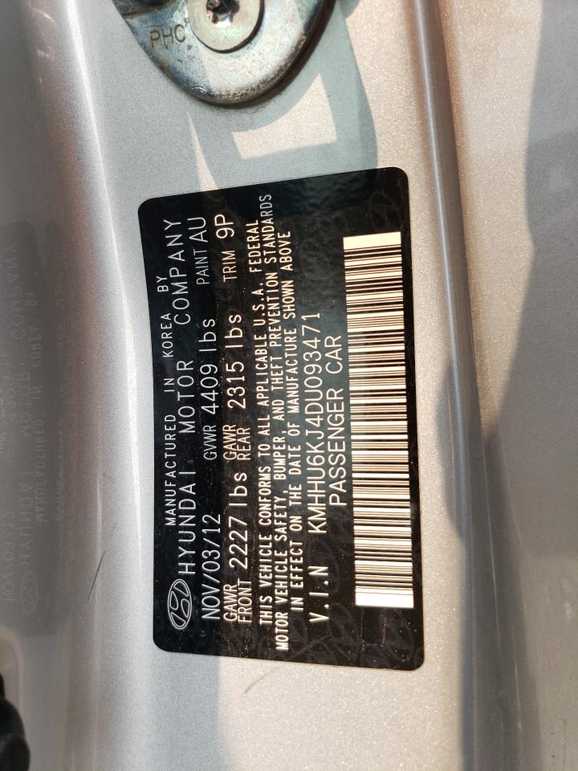 PHC
MANUFACTURED IN KOREA BY
HYUNDAI MOTOR COMPANY
NOV/03/12 GVWR 4409 lbs PAINT AU
GAWR FRONT 2227 lbs GAWR REAR 2315 lbs TRIM 9P
THIS VEHICLE CONFORMS TO ALL APPLICABLE U.S.A. FEDERAL
MOTOR VEHICLE SAFETY, BUMPER, AND THEFT PREVENTION STANDARDS
IN EFFECT ON THE DATE OF MANUFACTURE SHOWN ABOVE
V.I.N KMHHU6KJ4DU093471
PASSENGER CAR